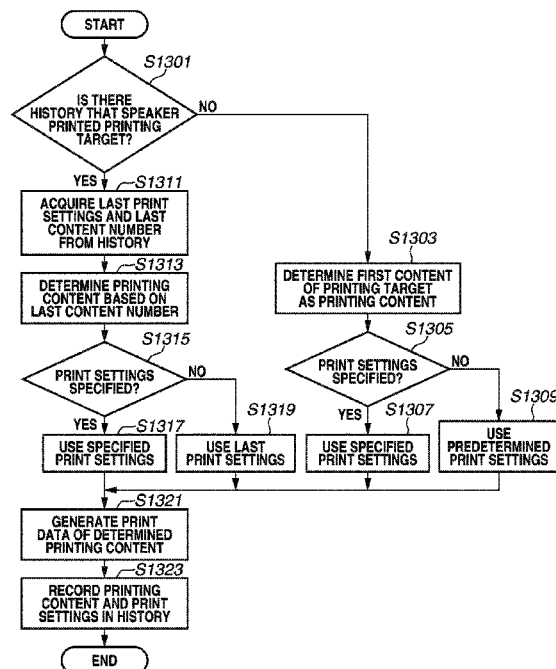 START
S1301
IS THERE
HISTORY THAT SPEAKER
PRINTED PRINTING
TARGET?
NO
YES
S1311
ACQUIRE LAST PRINT
SETTINGS AND LAST
CONTENT NUMBER
FROM HISTORY
S1303
DETERMINE FIRST CONTENT
OF PRINTING TARGET
AS PRINTING CONTENT
S1313
DETERMINE PRINTING
CONTENT BASED ON
LAST CONTENT NUMBER
S1315
PRINT SETTINGS
SPECIFIED?
NO
YES
S1305
PRINT SETTINGS
SPECIFIED?
NO
YES
S1317
USE SPECIFIED
PRINT SETTINGS
S1319
USE LAST
PRINT SETTINGS
S1307
USE SPECIFIED
PRINT SETTINGS
S1309
USE
PREDETERMINED
PRINT SETTINGS
S1321
GENERATE PRINT
DATA OF DETERMINED
PRINTING CONTENT
S1323
RECORD PRINTING
CONTENT AND PRINT
SETTINGS IN HISTORY
END